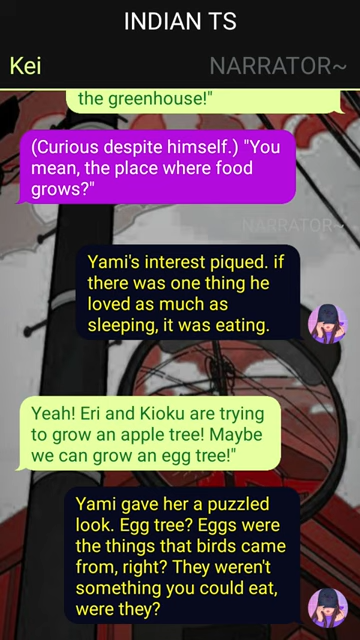 INDIAN TS
Kei
NARRATOR~
the greenhouse!"
(Curious despite himself.) "You
mean, the place where food
grows?"
NARRATOR~
Yami's interest piqued. if
there was one thing he
loved as much as
sleeping, it was eating.
Yeah! Eri and Kioku are trying
to grow an apple tree! Maybe
we can grow an egg tree!"
Yami gave her a puzzled
look. Egg tree? Eggs were
the things that birds came
from, right? They weren't
something you could eat,
were they?